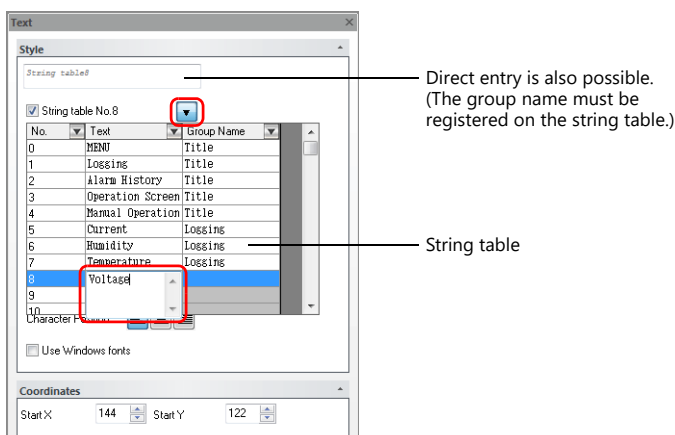 Text
Style
String table8
String table No.8
No. Text Group Name
0 MENU Title
1 Logging Title
2 Alarm History Title
3 Operation Screen Title
4 Manual Operation Title
5 Current Logging
6 Humidity Logging
7 Temperature Logging
8 Voltage
9
10
Character
Use Windows fonts
Coordinates
Start X 144 Start Y 122
Direct entry is also possible.
(The group name must be
registered on the string table.)
String table